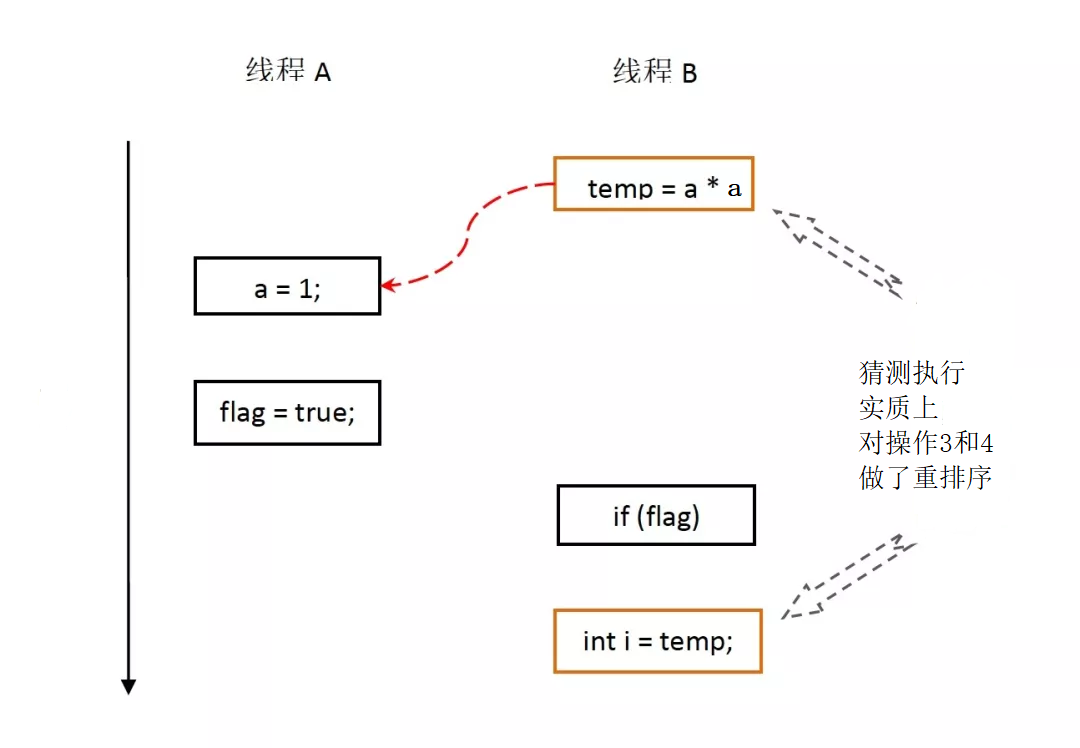 线程 A
线程 B
temp = a * a
a = 1;
flag = true;
if (flag)
int i = temp;
猜测执行
实质上
对操作3和4
做了重排序